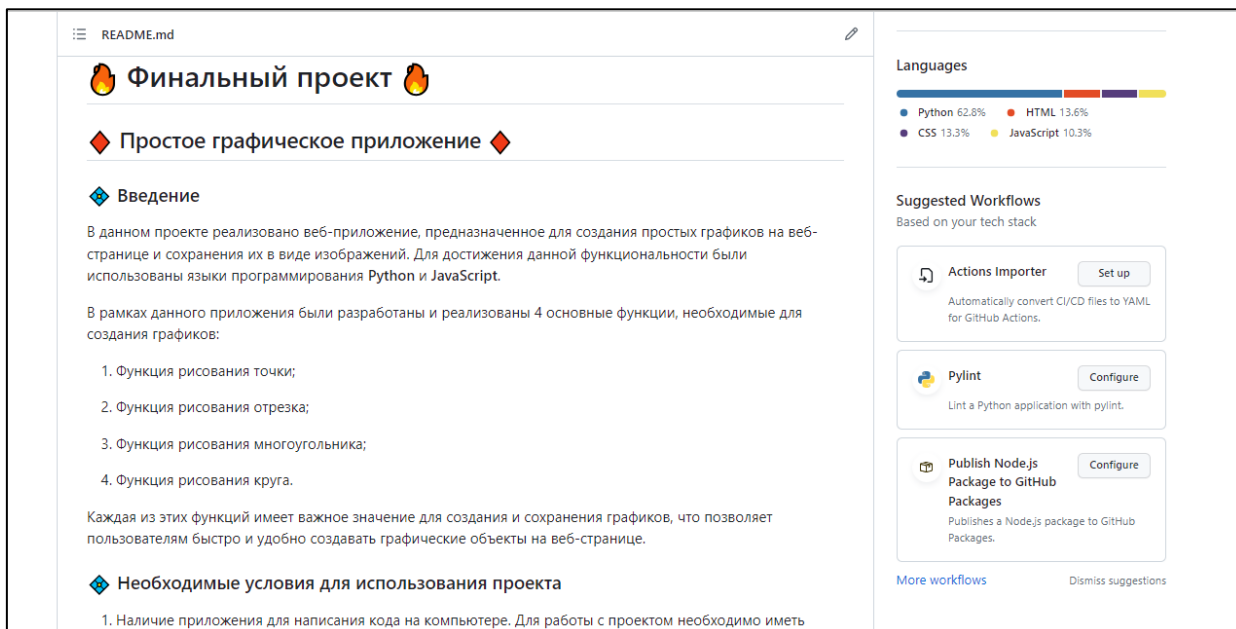 README.md
Финальный проект
Простое графическое приложение
Введение
В данном проекте реализовано веб-приложение, предназначенное для создания простых графиков на веб-
странице и сохранения их в виде изображений. Для достижения данной функциональности были
использованы языки программирования Python и JavaScript.
В рамках данного приложения были разработаны и реализованы 4 основные функции, необходимые для
создания графиков:
1. Функция рисования точки;
2. Функция рисования отрезка;
3. Функция рисования многоугольника;
4. Функция рисования круга.
Каждая из этих функций имеет важное значение для создания и сохранения графиков, что позволяет
пользователям быстро и удобно создавать графические объекты на веб-странице.
Необходимые условия для использования проекта
1. Наличие приложения для написания кода на компьютере. Для работы с проектом необходимо иметь
Languages
Python 62.8% HTML 13.6%
CSS 13.3% JavaScript 10.3%
Suggested Workflows
Based on your tech stack
Actions Importer
Set up
Automatically convert CI/CD files to YAML
for GitHub Actions.
Pylint
Configure
Lint a Python application with pylint.
Publish Node.js
Package to GitHub
Packages
Configure
Publishes a Node.js package to GitHub
Packages.
More workflows
Dismiss suggestions